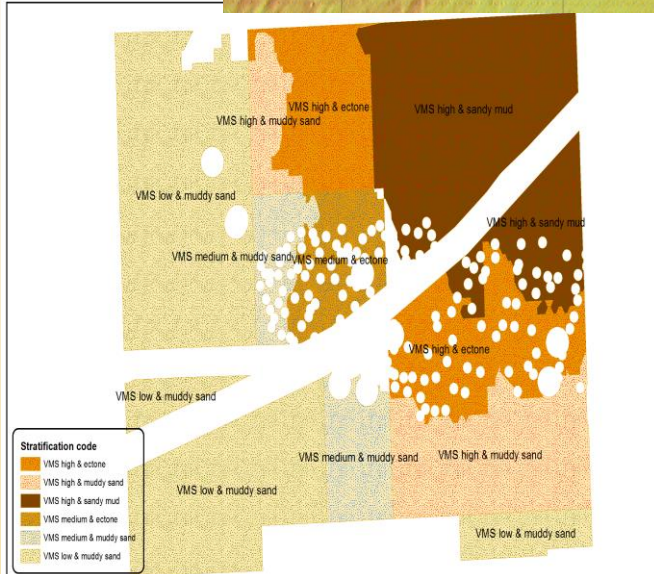 VMS high & ectone
VMS high & sandy mud
VMS high & muddy sand
VMS low & muddy sand
VMS high & sandy mud
VMS medium & muddy sand
VMS medium & ectone
VMS high & ectone
VMS low & muddy sand
VMS medium & muddy sand
VMS high & muddy sand
VMS low & muddy sand
VMS low & muddy sand
Stratification code
VMS high & ectone
VMS high & muddy sand
VMS high & sandy mud
VMS medium & ectone
VMS medium & muddy sand
VMS low & muddy sand